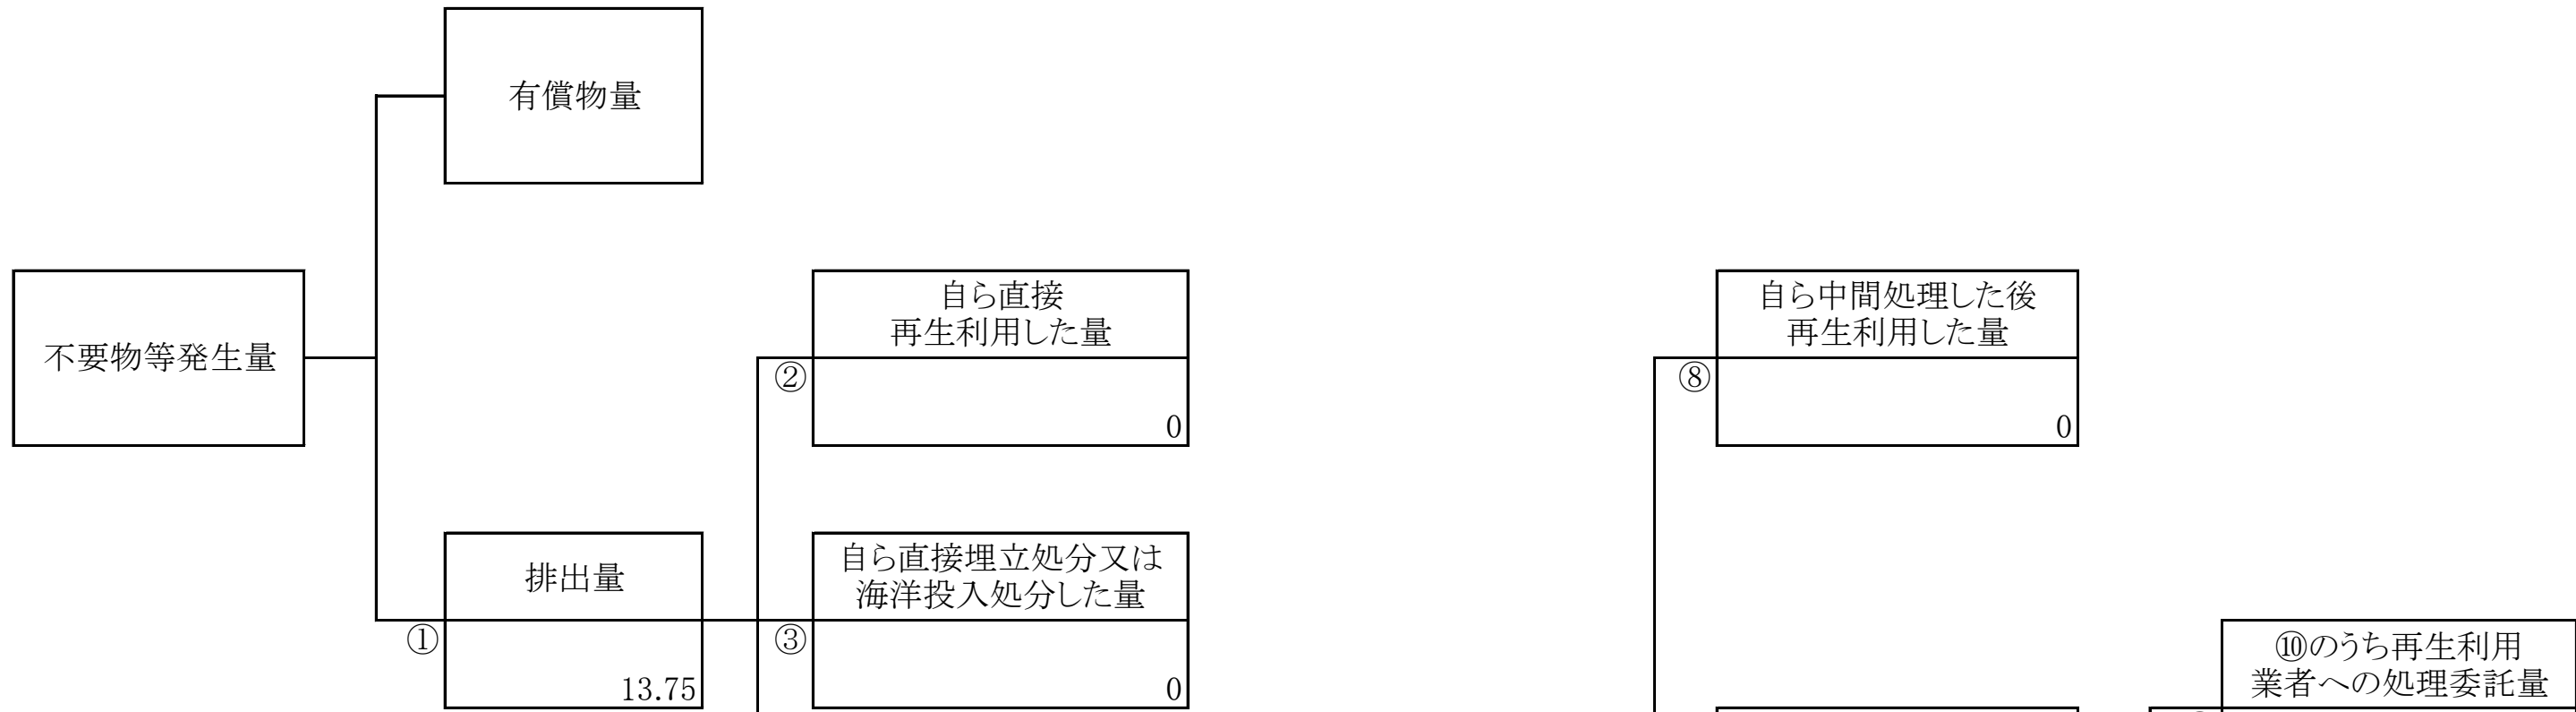 有償物量
不要物等発生量
自ら直接
再生利用した量
②
0
自ら中間処理した後
再生利用した量
⑧
0
排出量
①
13.75
自ら直接埋立処分又は
海洋投入処分した量
③
0
⑩のうち再生利用
業者への処理委託量